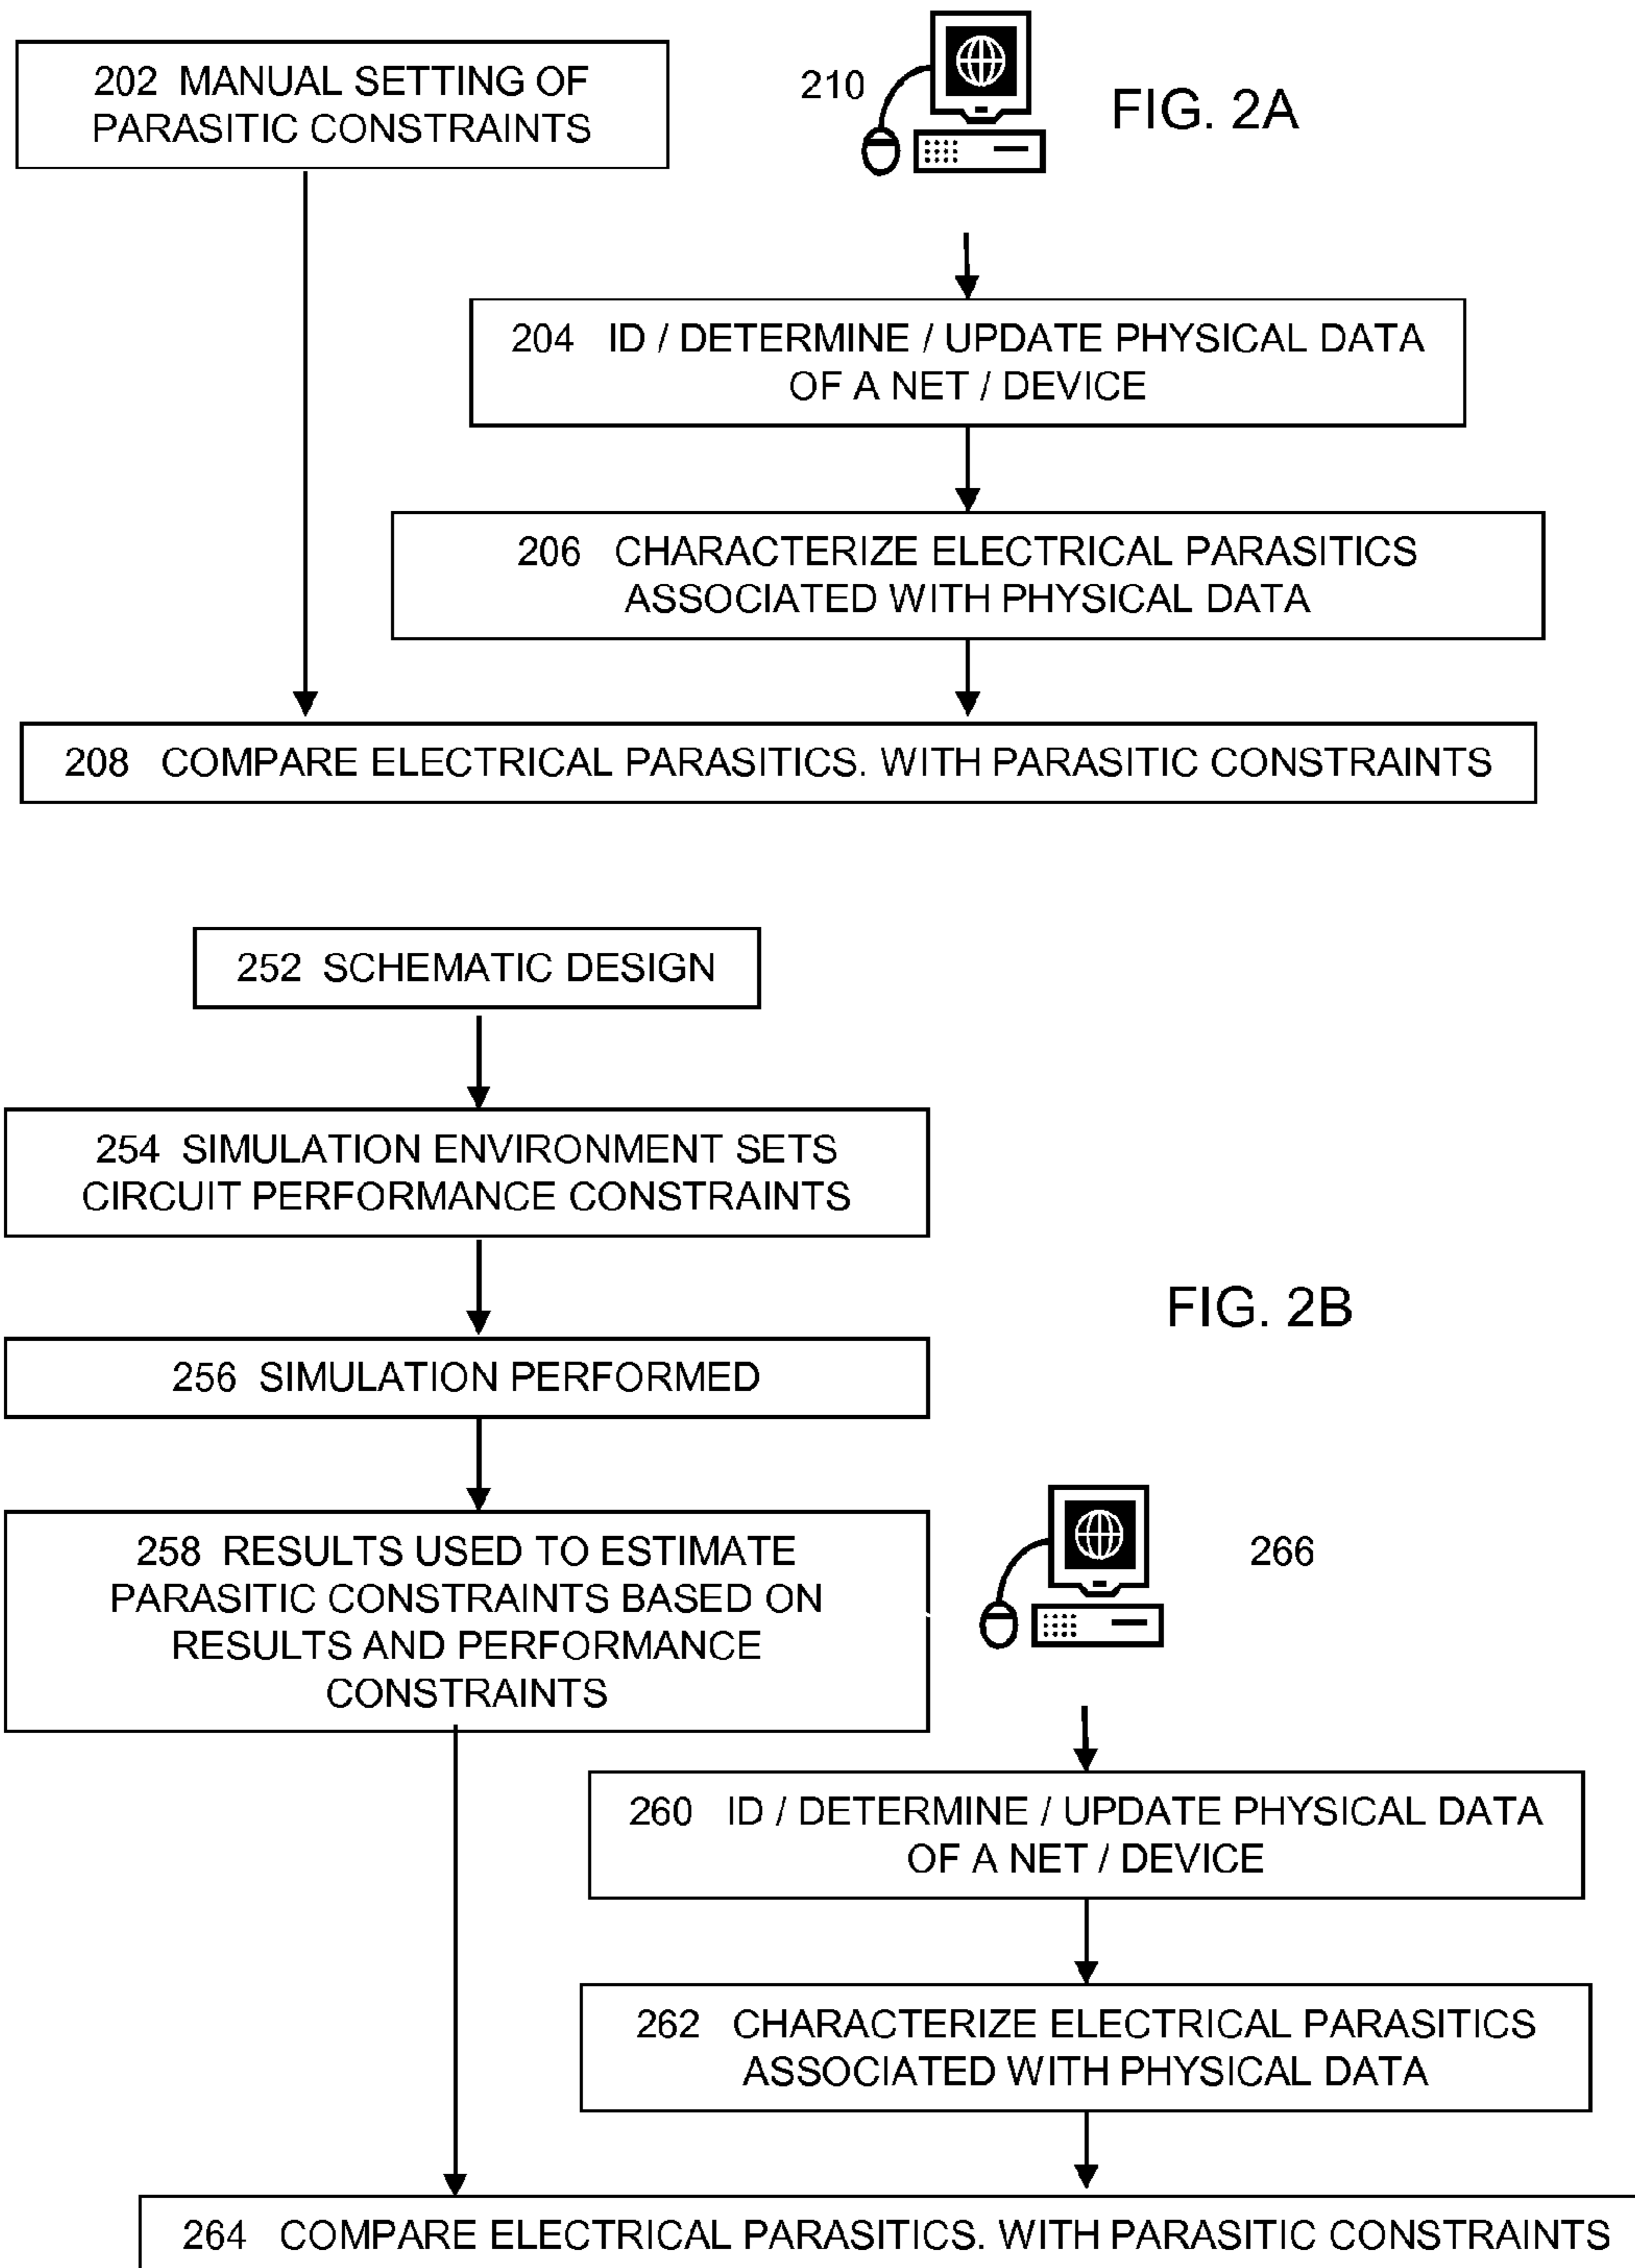 202 MANUAL SETTING OF
PARASITIC CONSTRAINTS
210
FIG. 2A
204 ID / DETERMINE / UPDATE PHYSICAL DATA
OF A NET / DEVICE
206 CHARACTERIZE ELECTRICAL PARASITICS
ASSOCIATED WITH PHYSICAL DATA
208 COMPARE ELECTRICAL PARASITICS. WITH PARASITIC CONSTRAINTS
252 SCHEMATIC DESIGN
254 SIMULATION ENVIRONMENT SETS
CIRCUIT PERFORMANCE CONSTRAINTS
FIG. 2B
256 SIMULATION PERFORMED
258 RESULTS USED TO ESTIMATE
PARASITIC CONSTRAINTS BASED ON
RESULTS AND PERFORMANCE
CONSTRAINTS
266
260 ID / DETERMINE / UPDATE PHYSICAL DATA
OF A NET / DEVICE
262 CHARACTERIZE ELECTRICAL PARASITICS
ASSOCIATED WITH PHYSICAL DATA
264 COMPARE ELECTRICAL PARASITICS. WITH PARASITIC CONSTRAINTS